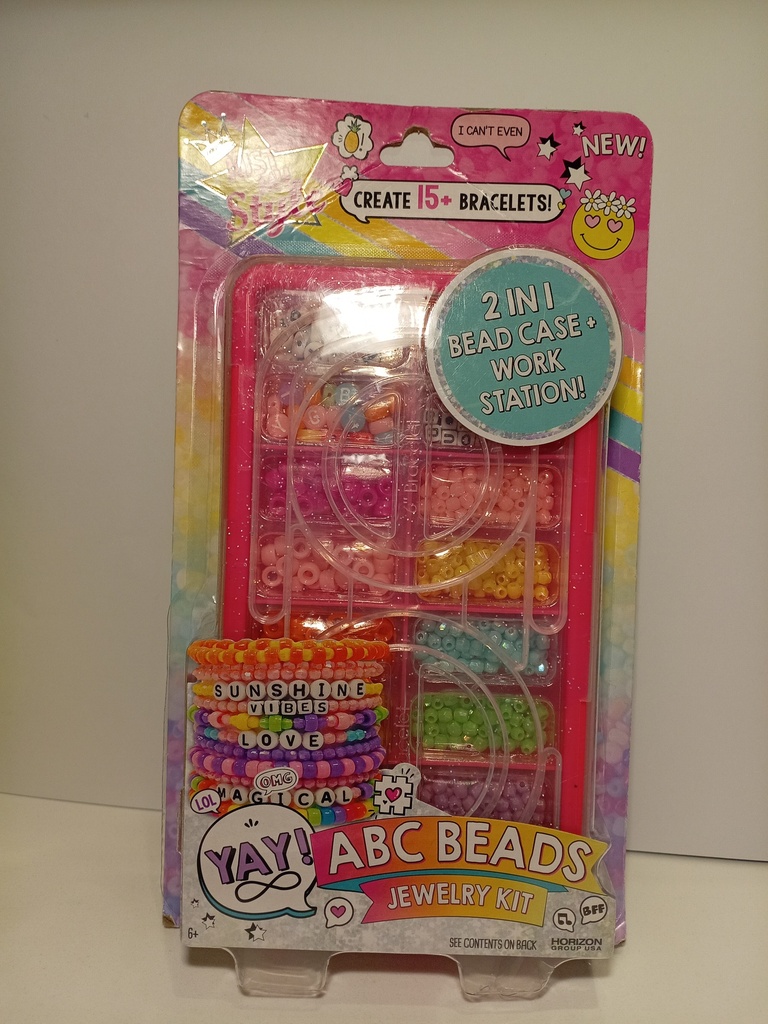 I CAN'T EVEN
NEW!
Style
CREATE 15+ BRACELETS!
2 IN 1
BEAD CASE +
WORK
STATION!
B
G
SUNSHINE
VIBES
LOVE
OMG
LOL
MAGICAL
YAY!
ABC BEADS
JEWELRY KIT
BFF
6+
SEE CONTENTS ON BACK
HORIZON
GROUP USA